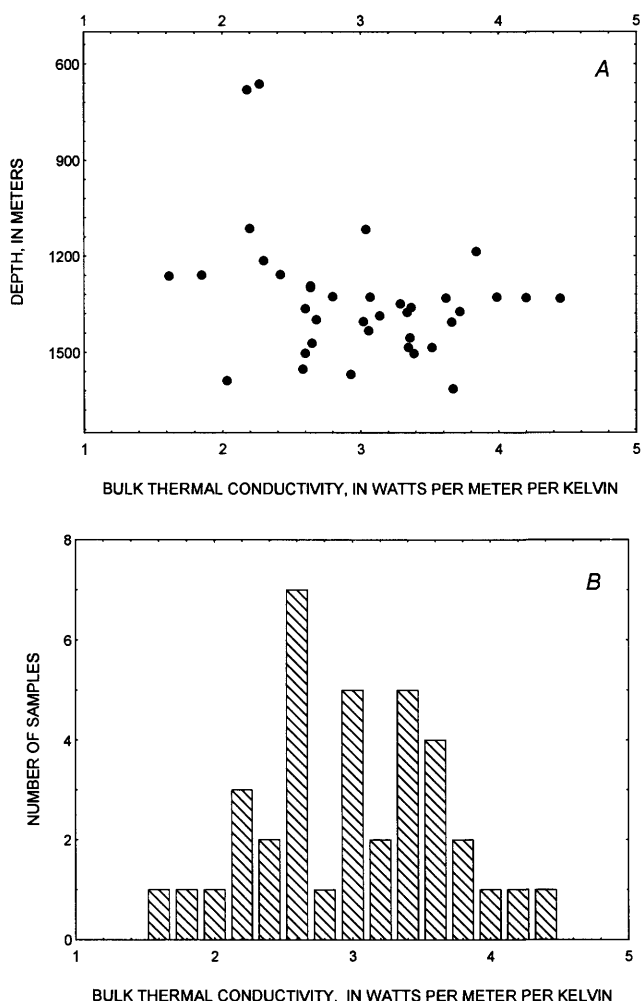 1 2 3 4 5
A
600
900
1200
1500
DEPTH, IN METERS
1 2 3 4 5
BULK THERMAL CONDUCTIVITY, IN WATTS PER METER PER KELVIN
B
8
6
4
2
0
NUMBER OF SAMPLES
1 2 3 4 5
BULK THERMAL CONDUCTIVITY, IN WATTS PER METER PER KELVIN